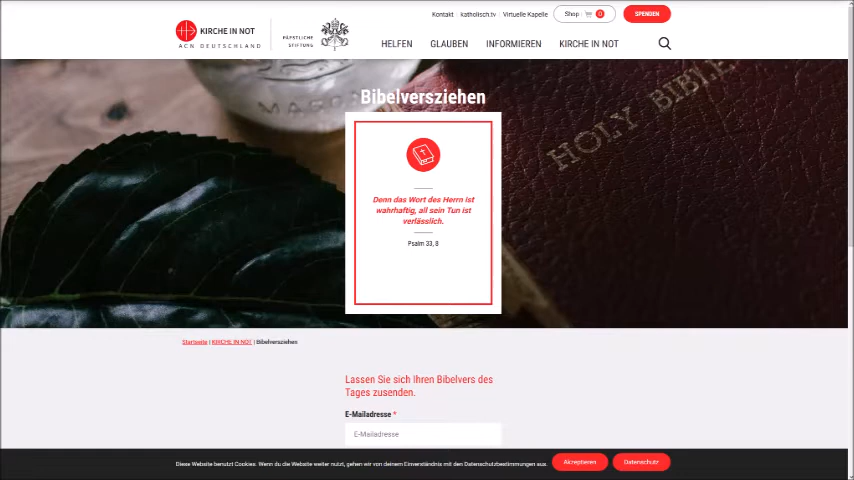 Kontakt | katholisch.tv | Virtuelle Kapelle
Shop 0
SPENDEN
KIRCHE IN NOT
ACN DEUTSCHLAND
PÄPSTLICHE
STIFTUNG
HELFEN GLAUBEN INFORMIEREN KIRCHE IN NOT
Bibelversziehen
HOLY BIBLE
Denn das Wort des Herrn ist
wahrhaftig, all sein Tun ist
verlässlich.
Psalm 33, 8
Startseite | KIRCHE IN NOT | Bibelversziehen
Lassen Sie sich Ihren Bibelvers des
Tages zusenden.
E-Mailadresse *
E-Mailadresse
Diese Website benutzt Cookies. Wenn du die Website weiter nutzt, gehen wir von deinem Einverständnis mit den Datenschutzbestimmungen aus.
Akzeptieren
Datenschutz